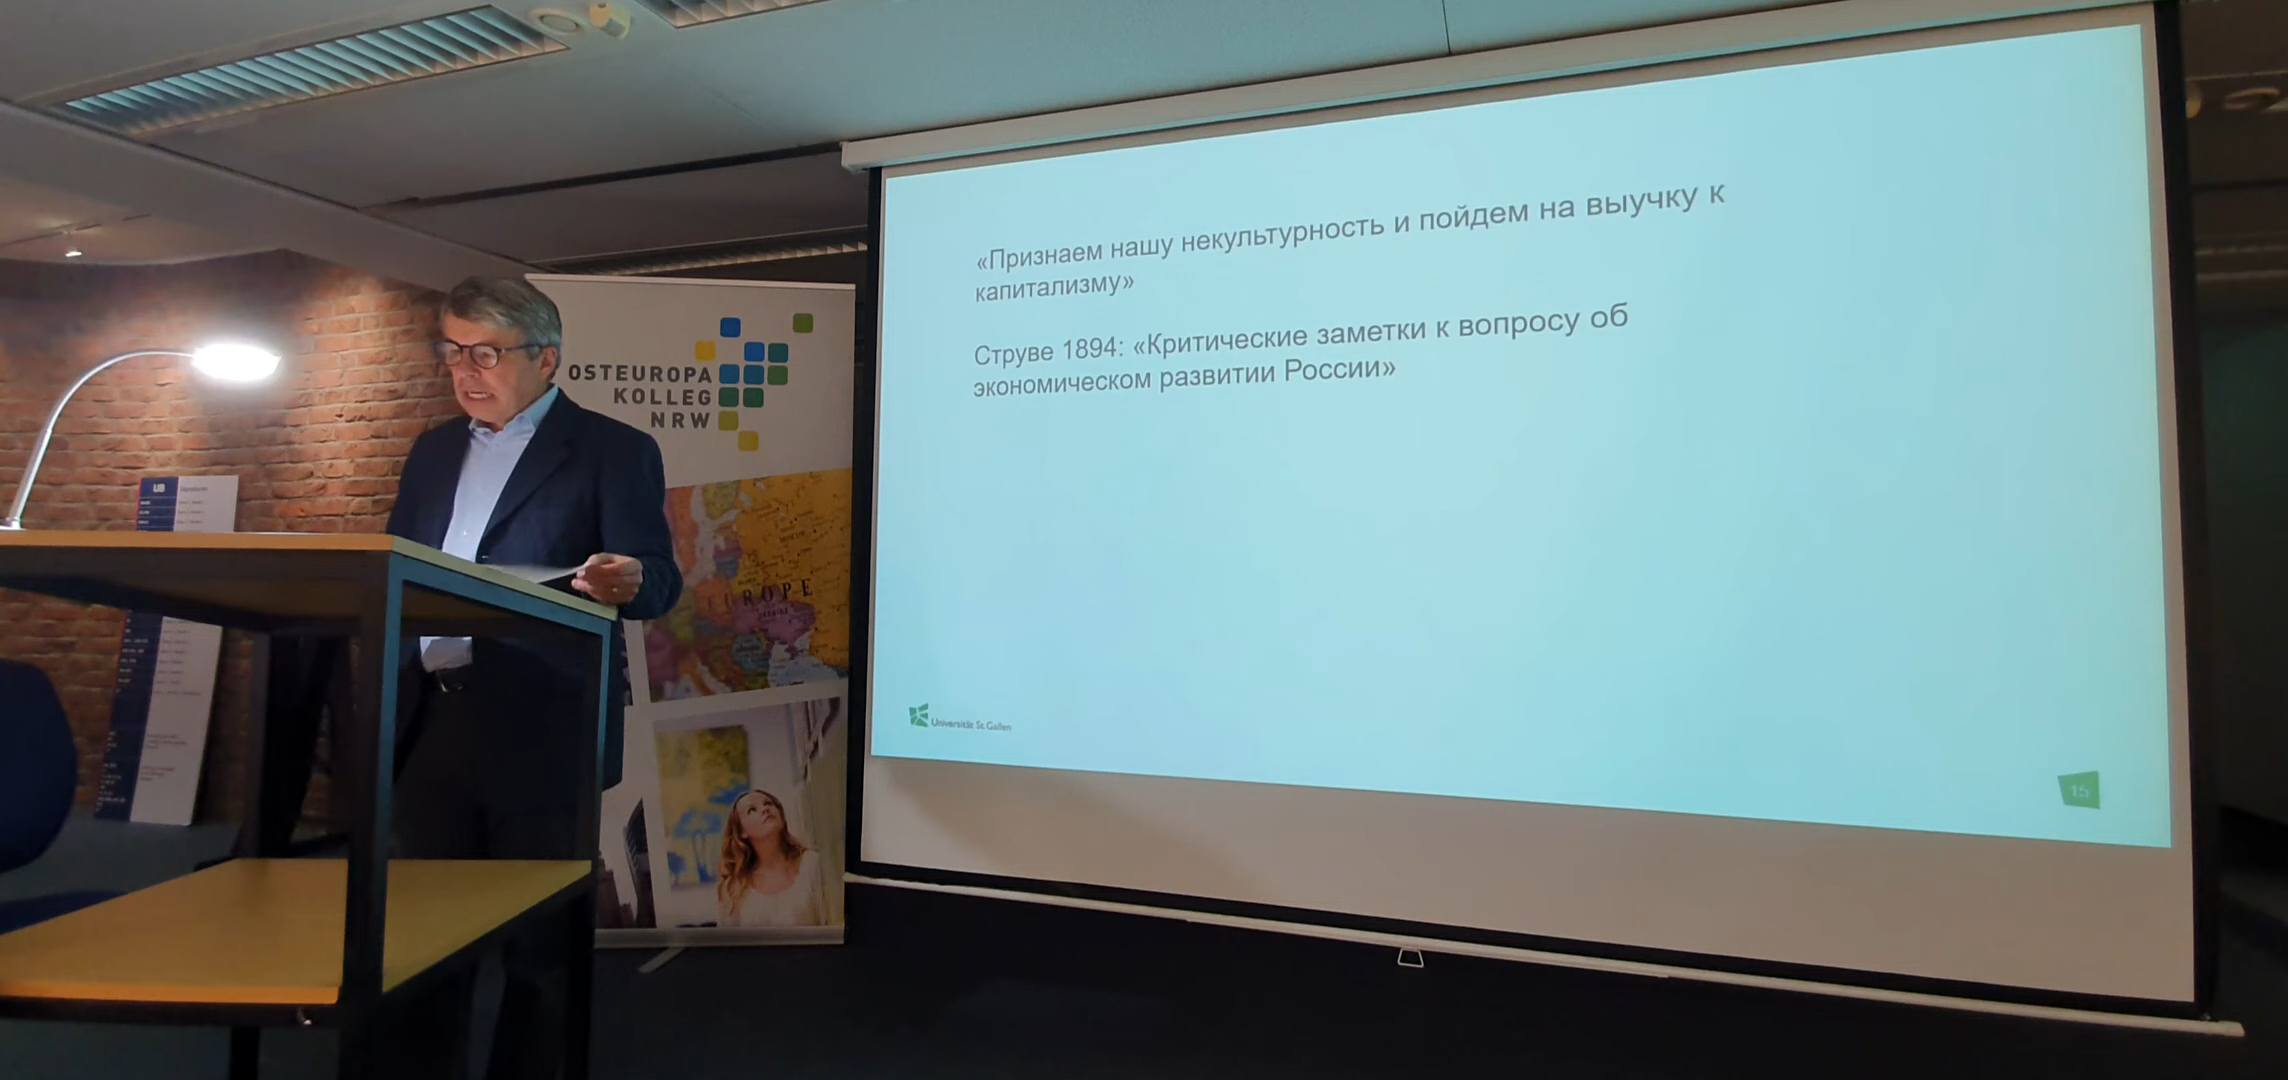 «Признаем нашу некультурность и пойдем на выучку к
капитализму»
Струве 1894: «Критические заметки к вопросу об
экономическом развитии России»
Universität St.Gallen
15
OSTEUROPA
KOLLEG
NRW
EUROPE
UB